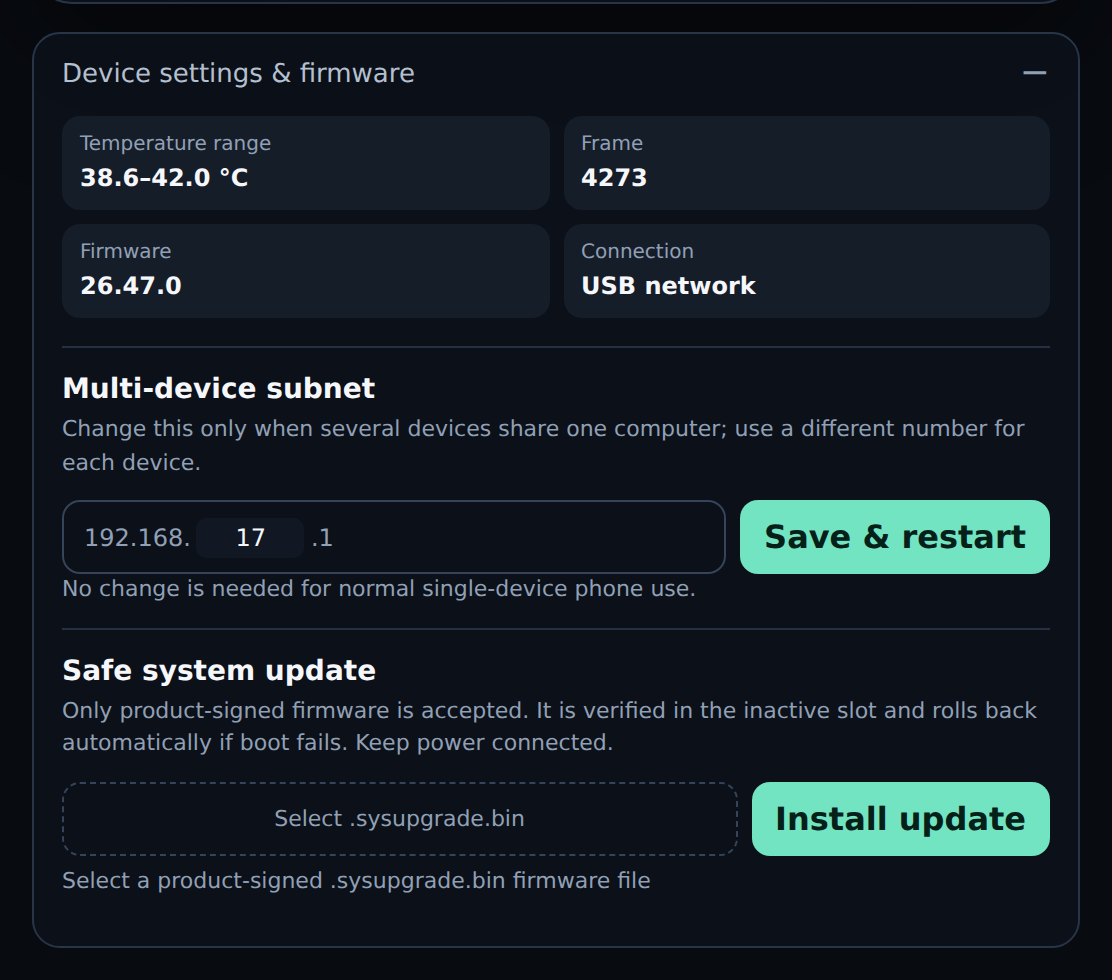 Device settings & firmware
Temperature range
38.6–42.0 °C
Frame
4273
Firmware
26.47.0
Connection
USB network
Multi-device subnet
Change this only when several devices share one computer; use a different number for
each device.
192.168. 17 .1
Save & restart
No change is needed for normal single-device phone use.
Safe system update
Only product-signed firmware is accepted. It is verified in the inactive slot and rolls back
automatically if boot fails. Keep power connected.
Select .sysupgrade.bin
Install update
Select a product-signed .sysupgrade.bin firmware file